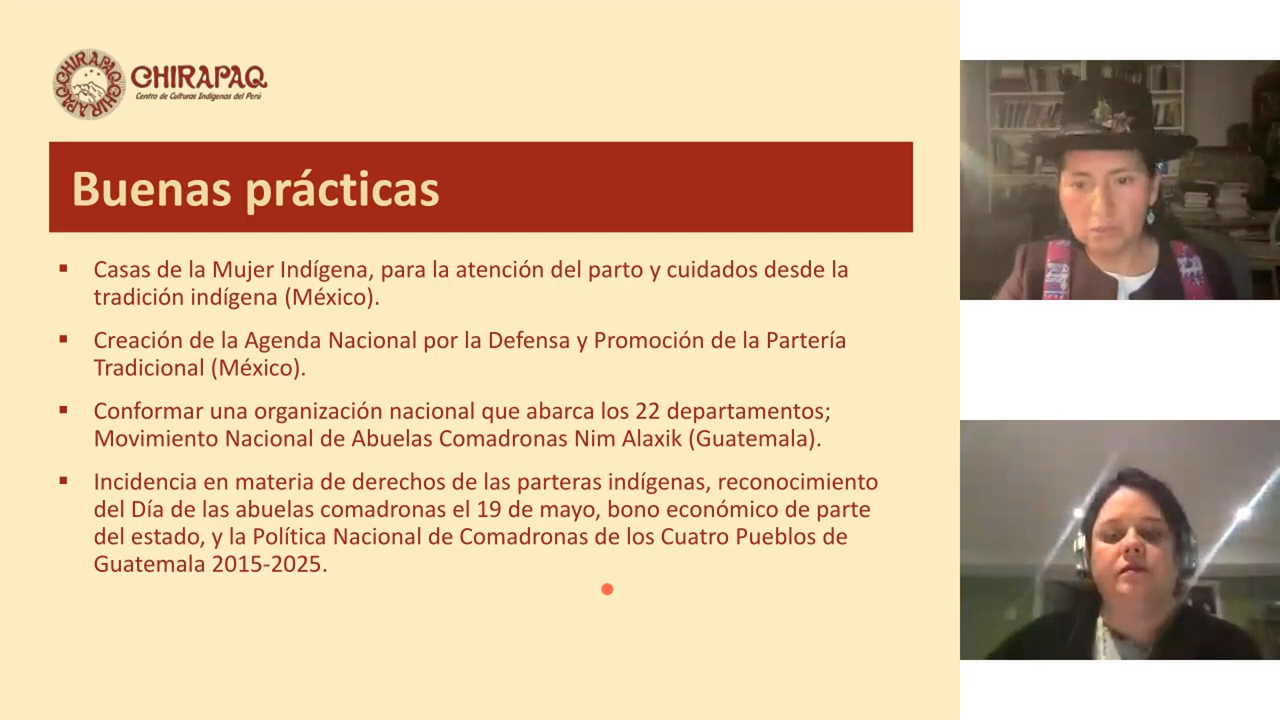 CHIRAPAQ
Centro de Culturas Indígenas del Perú
Buenas prácticas
Casas de la Mujer Indígena, para la atención del parto y cuidados desde la
tradición indígena (México).
Creación de la Agenda Nacional por la Defensa y Promoción de la Partería
Tradicional (México).
Conformar una organización nacional que abarca los 22 departamentos;
Movimiento Nacional de Abuelas Comadronas Nim Alaxik (Guatemala).
Incidencia en materia de derechos de las parteras indígenas, reconocimiento
del Día de las abuelas comadronas el 19 de mayo, bono económico de parte
del estado, y la Política Nacional de Comadronas de los Cuatro Pueblos de
Guatemala 2015-2025.